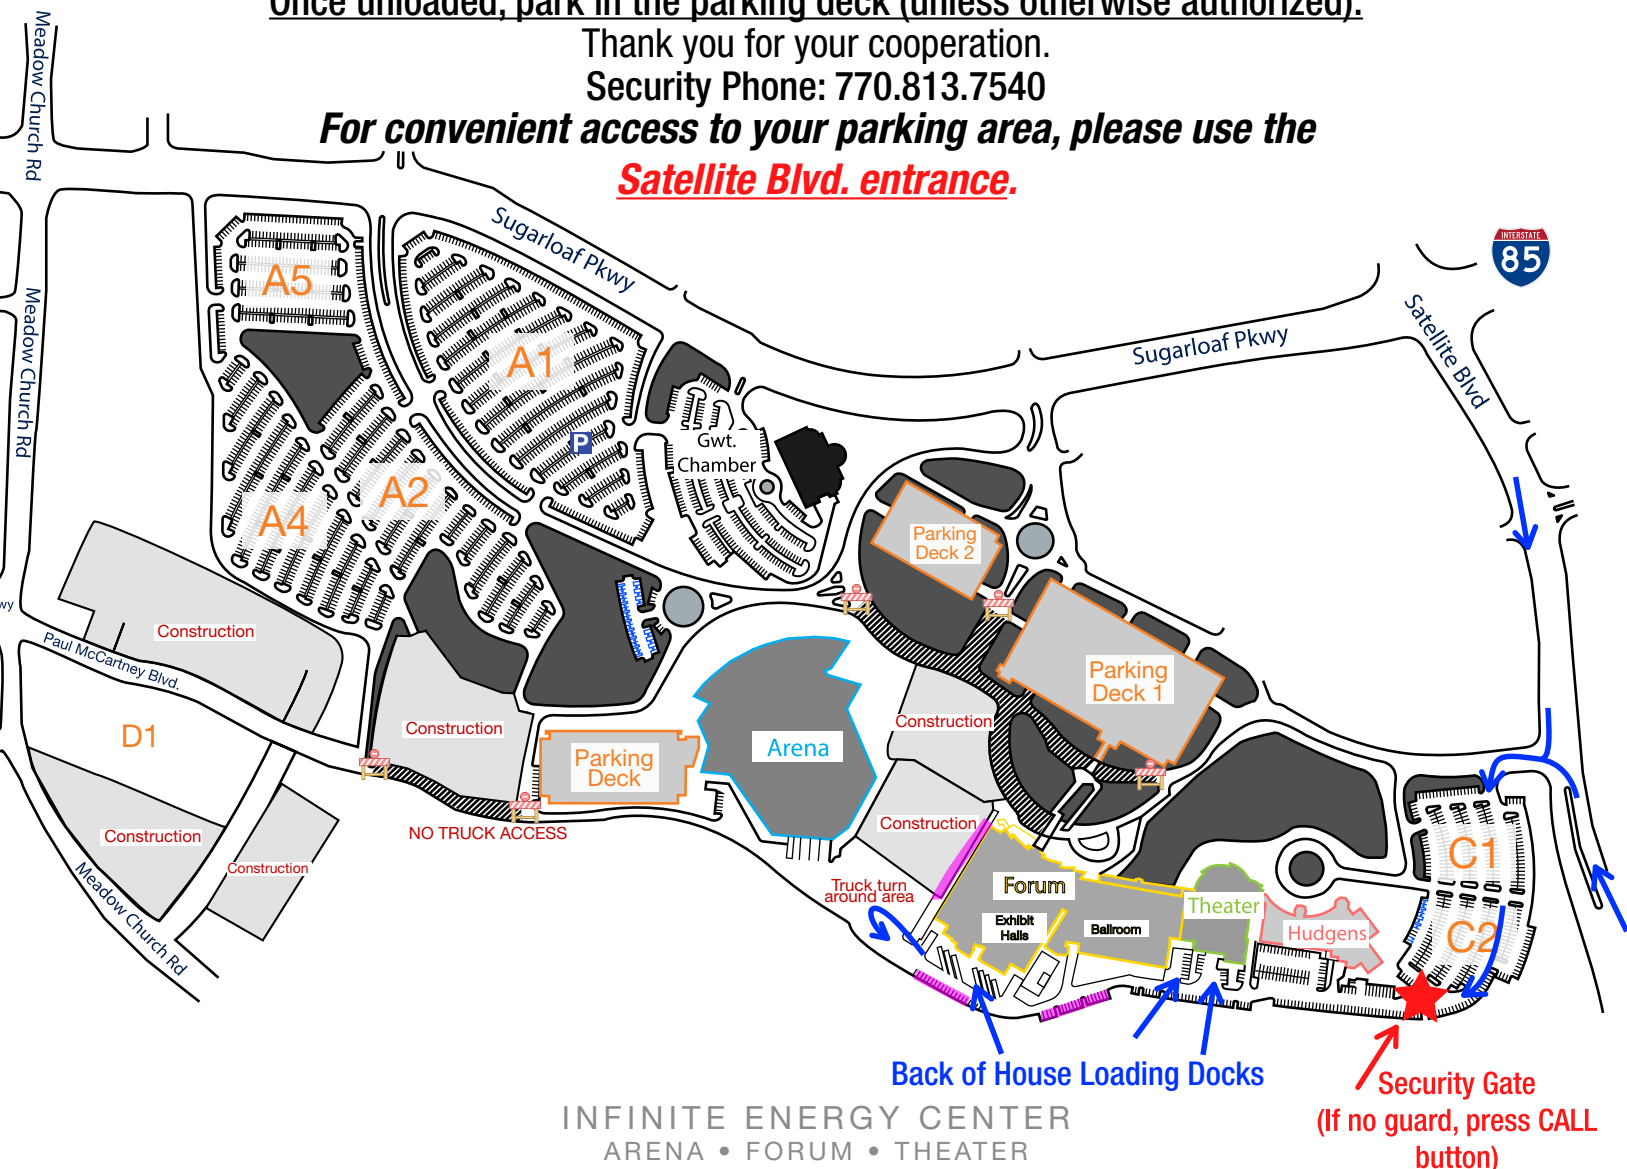 Once unloaded, park in the parking deck (unless otherwise authorized).
Thank you for your cooperation.
Security Phone: 770.813.7540
For convenient access to your parking area, please use the
Satellite Blvd. entrance.
Meadow Church Rd
Sugarloaf Pkwy
INTERSTATE
85
Satellite Blvd
Sugarloaf Pkwy
Meadow Church Rd
A5
A1
P
Gwt.
Chamber
A2
A4
Parking
Deck 2
wy
Construction
Paul McCartney Blvd.
D1
Construction
Parking
Deck
Arena
Construction
Parking
Deck 1
NO TRUCK ACCESS
Construction
Construction
Construction
Meadow Church Rd
Truck turn
around area
Forum
Exhibit
Halls
Ballroom
Theater
Hudgens
C1
C2
Back of House Loading Docks
Security Gate
(If no guard, press CALL
button)
INFINITE ENERGY CENTER
ARENA • FORUM • THEATER